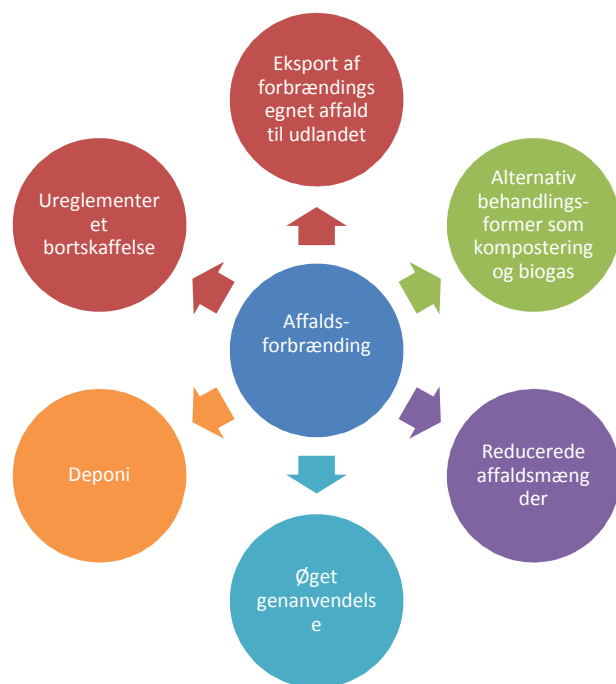 Eksport af
forbrændings
egnet affald
til udlandet
Ureglementer
et
bortskaffelse
Alternativ
behandlings-
former som
kompostering
og biogas
Affalds-
forbrænding
Deponi
Reducerede
affaldsmæng
der
Øget
genanvendels
e